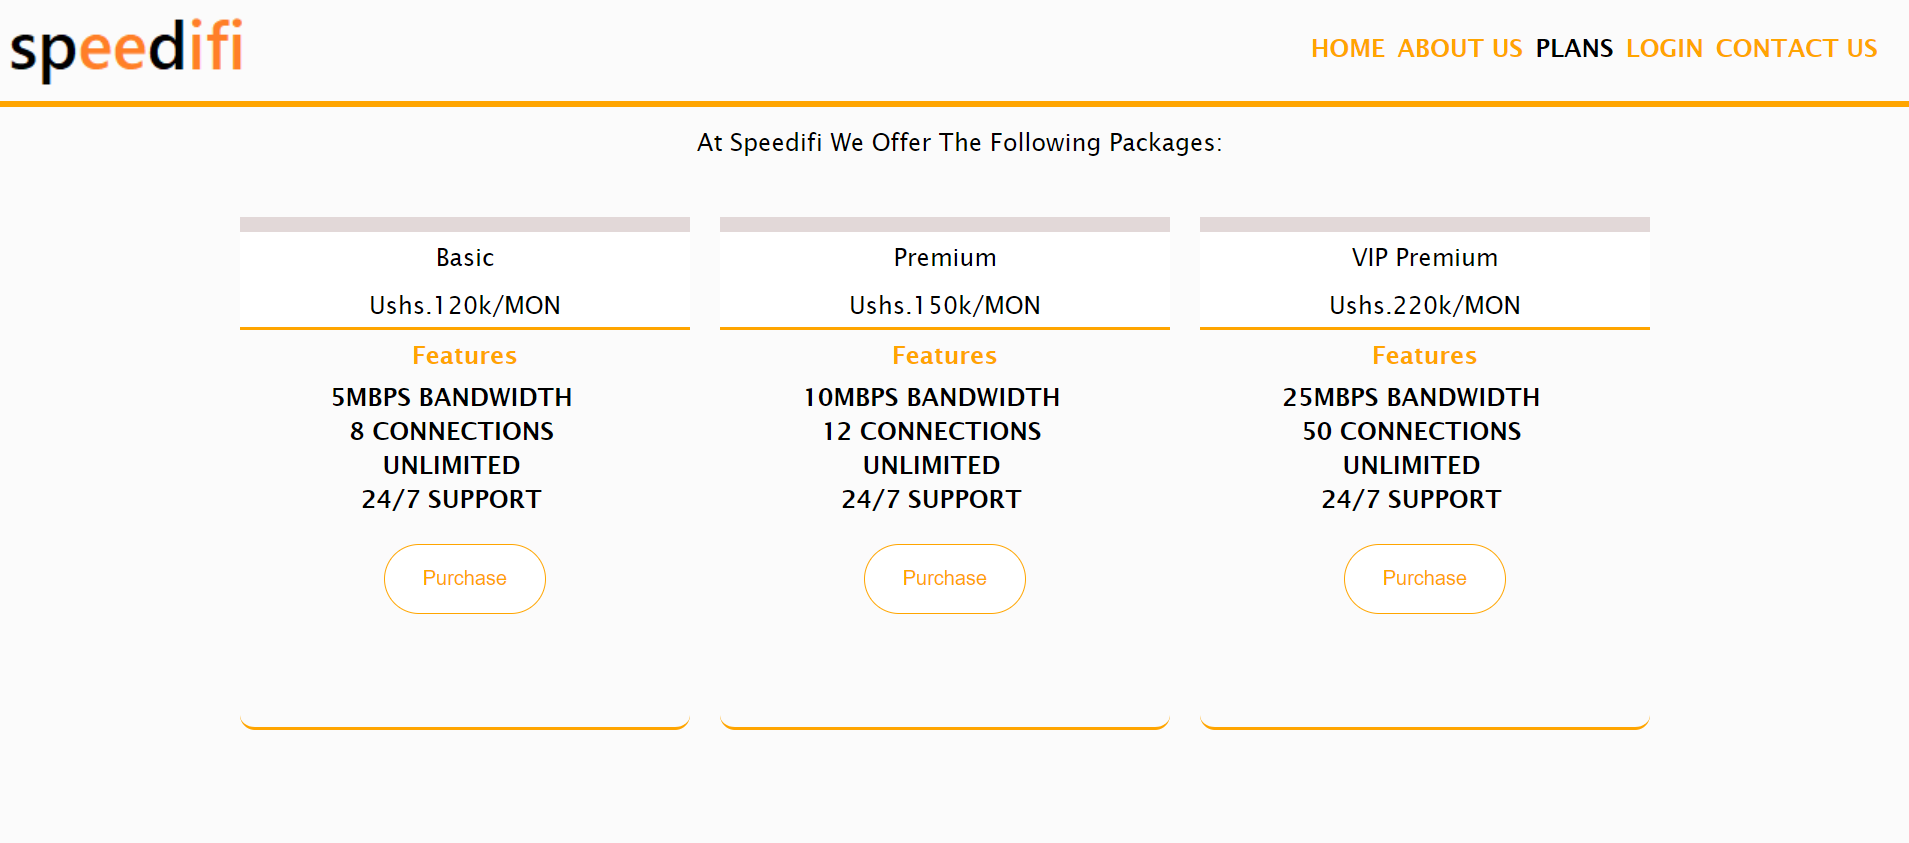 speedifi
HOME ABOUT US PLANS LOGIN CONTACT US
At Speedifi We Offer The Following Packages:
Basic
Ushs.120k/MON
Features
5MBPS BANDWIDTH
8 CONNECTIONS
UNLIMITED
24/7 SUPPORT
Purchase
Premium
Ushs.150k/MON
Features
10MBPS BANDWIDTH
12 CONNECTIONS
UNLIMITED
24/7 SUPPORT
Purchase
VIP Premium
Ushs.220k/MON
Features
25MBPS BANDWIDTH
50 CONNECTIONS
UNLIMITED
24/7 SUPPORT
Purchase